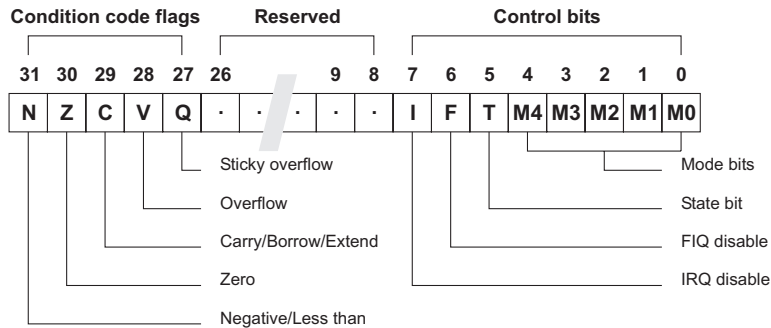 Condition code flags Reserved Control bits
31 30 29 28 27 26 9 8 7 6 5 4 3 2 1 0
N Z C V Q · · · · · I F T M4 M3 M2 M1 M0
Sticky overflow Mode bits
Overflow State bit
Carry/Borrow/Extend FIQ disable
Zero IRQ disable
Negative/Less than